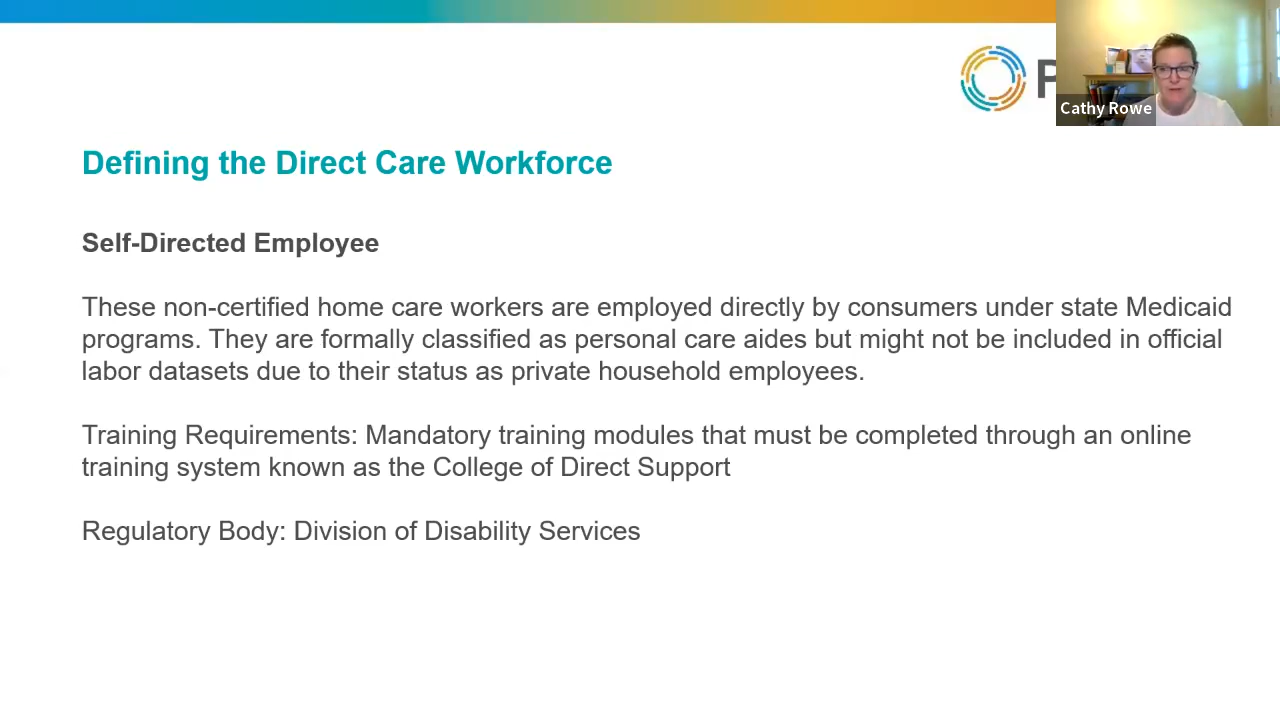 Cathy Rowe
Defining the Direct Care Workforce
Self-Directed Employee
These non-certified home care workers are employed directly by consumers under state Medicaid
programs. They are formally classified as personal care aides but might not be included in official
labor datasets due to their status as private household employees.
Training Requirements: Mandatory training modules that must be completed through an online
training system known as the College of Direct Support
Regulatory Body: Division of Disability Services